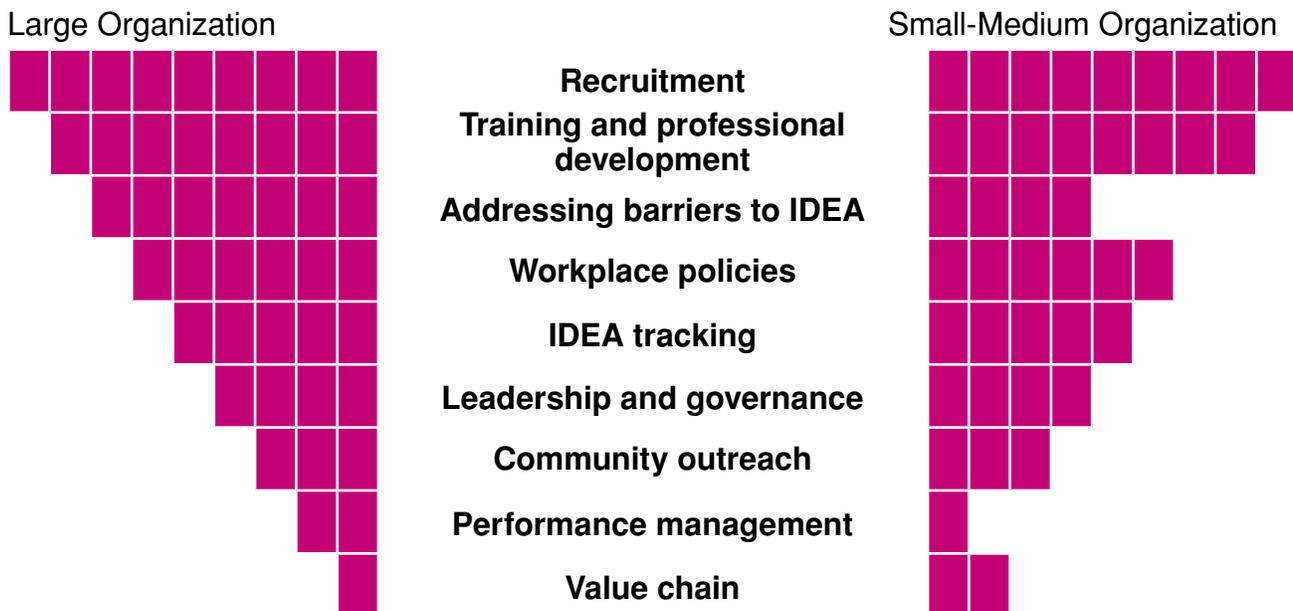 Large Organization
Small-Medium Organization
Recruitment
Training and professional
development
Addressing barriers to IDEA
Workplace policies
IDEA tracking
Leadership and governance
Community outreach
Performance management
Value chain